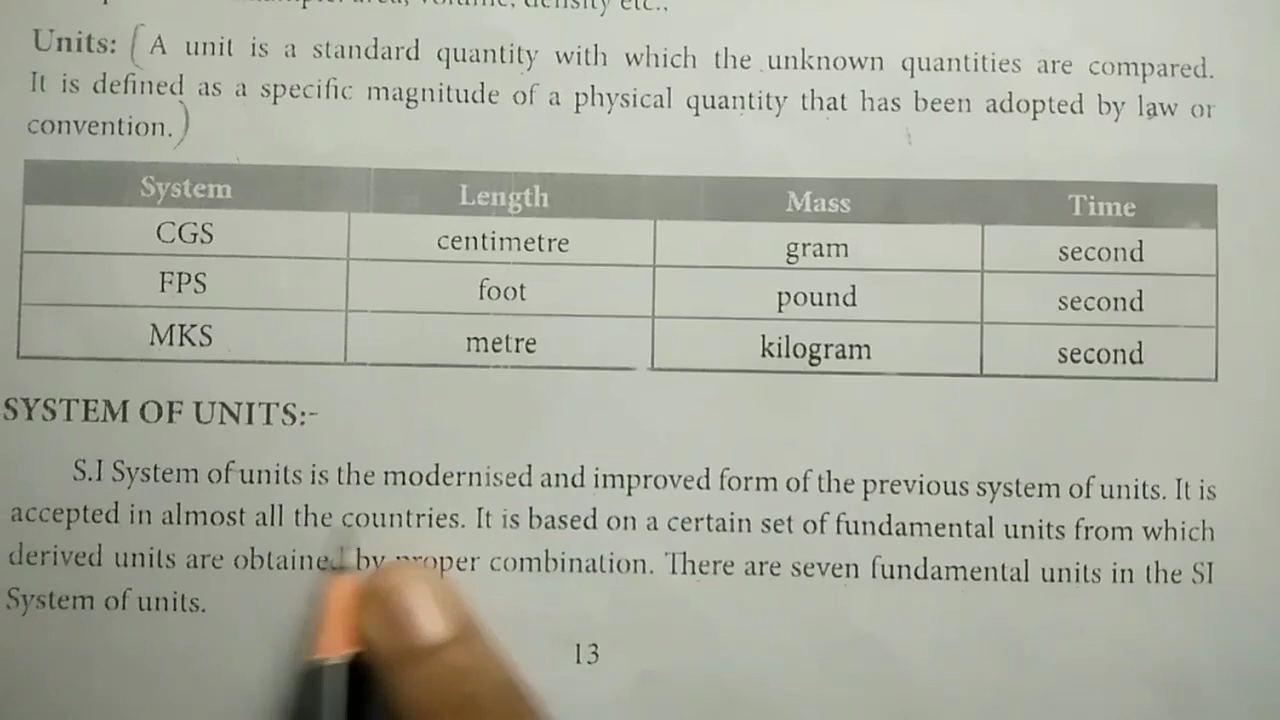 density etc..
Units: (A unit is a standard quantity with which the unknown quantities are compared.
It is defined as a specific magnitude of a physical quantity that has been adopted by law or
convention.)
System Length Mass Time
CGS centimetre gram second
FPS foot pound second
MKS metre kilogram second
SYSTEM OF UNITS:-
S.I System of units is the modernised and improved form of the previous system of units. It is
accepted in almost all the countries. It is based on a certain set of fundamental units from which
derived units are obtained by proper combination. There are seven fundamental units in the SI
System of units.
13